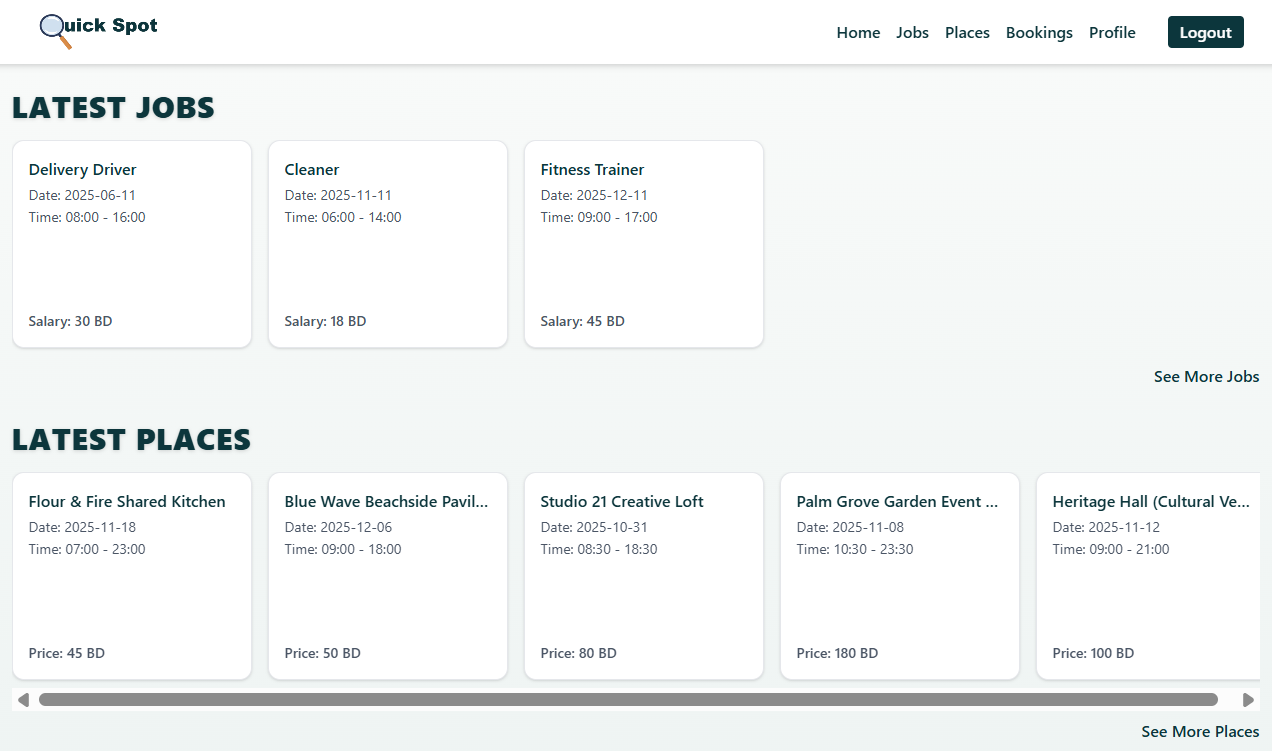 Quick Spot
Home Jobs Places Bookings Profile Logout
LATEST JOBS
Delivery Driver
Date: 2025-06-11
Time: 08:00 - 16:00
Salary: 30 BD
Cleaner
Date: 2025-11-11
Time: 06:00 - 14:00
Salary: 18 BD
Fitness Trainer
Date: 2025-12-11
Time: 09:00 - 17:00
Salary: 45 BD
See More Jobs
LATEST PLACES
Flour & Fire Shared Kitchen
Date: 2025-11-18
Time: 07:00 - 23:00
Price: 45 BD
Blue Wave Beachside Pavil...
Date: 2025-12-06
Time: 09:00 - 18:00
Price: 50 BD
Studio 21 Creative Loft
Date: 2025-10-31
Time: 08:30 - 18:30
Price: 80 BD
Palm Grove Garden Event ...
Date: 2025-11-08
Time: 10:30 - 23:30
Price: 180 BD
Heritage Hall (Cultural Ve...
Date: 2025-11-12
Time: 09:00 - 21:00
Price: 100 BD
See More Places